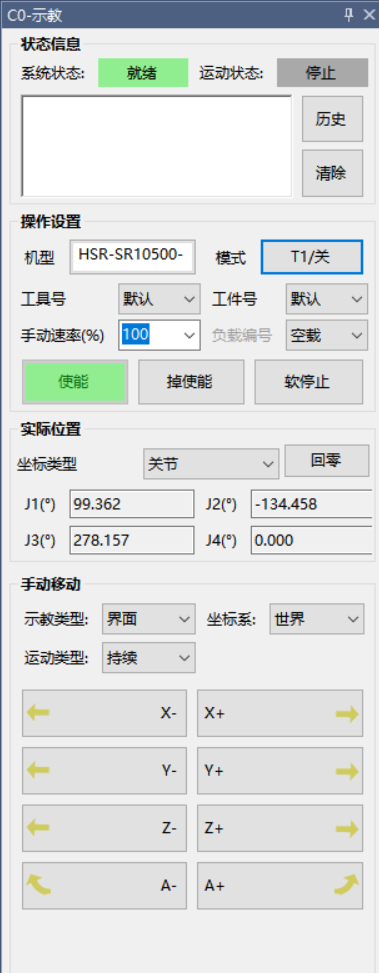 C0-示教
状态信息
系统状态: 就绪 运动状态: 停止
历史
清除
操作设置
机型 HSR-SR10500- 模式 T1/关
工具号 默认 工件号 默认
手动速率(%) 100 负载编号 空载
使能 掉使能 软停止
实际位置
坐标类型 关节 回零
J1(°) 99.362 J2(°) -134.458
J3(°) 278.157 J4(°) 0.000
手动移动
示教类型: 界面 坐标系: 世界
运动类型: 持续
X- X+
Y- Y+
Z- Z+
A- A+